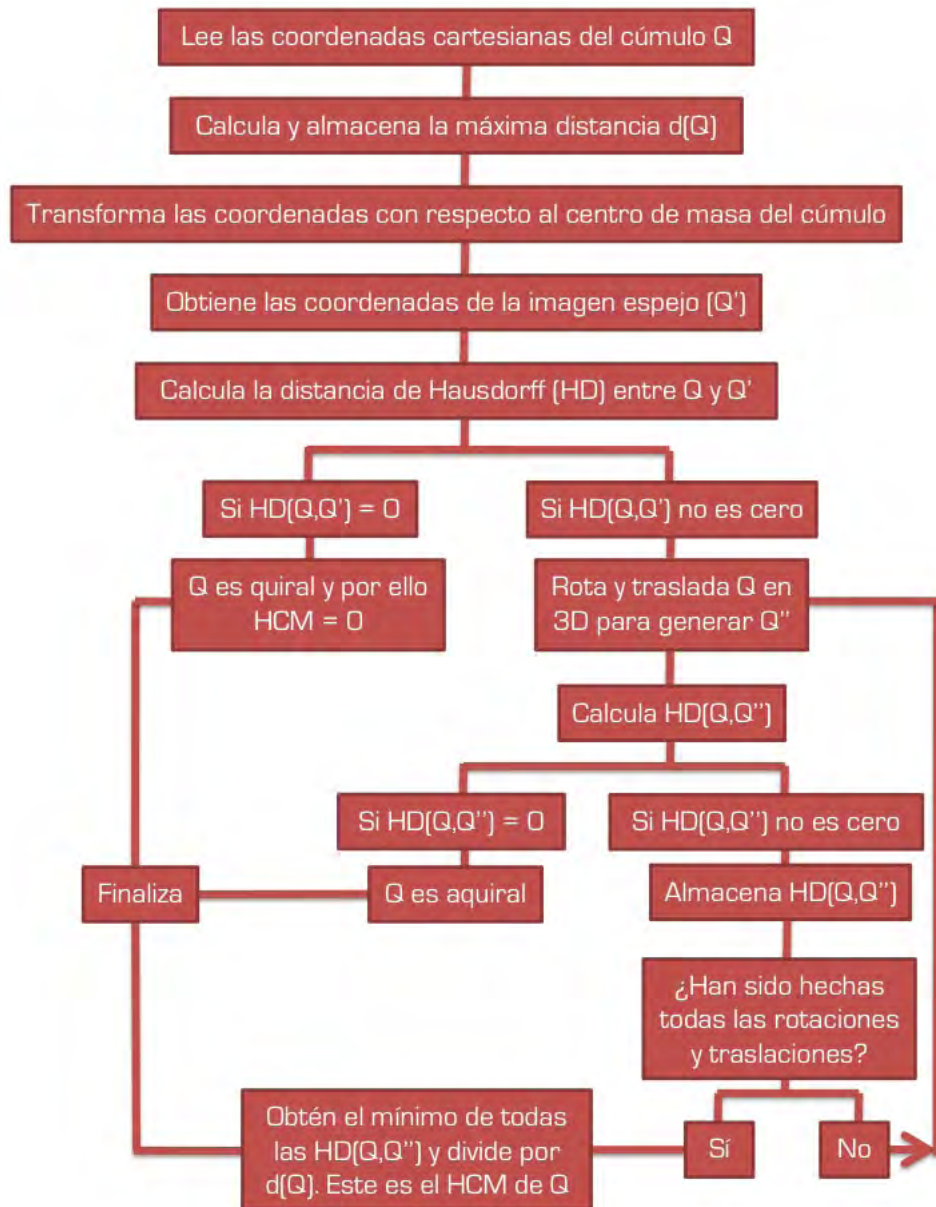 Lee las coordenadas cartesianas del cúmulo Q
Calcula y almacena la máxima distancia d(Q)
Transforma las coordenadas con respecto al centro de masa del cúmulo
Obtiene las coordenadas de la imagen espejo (Q')
Calcula la distancia de Hausdorff (HD) entre Q y Q'
Si HD(Q,Q') = 0
Si HD(Q,Q') no es cero
Q es quiral y por ello
HCM = 0
Rota y traslada Q en
3D para generar Q''
Calcula HD(Q,Q'')
Si HD(Q,Q'') = 0
Si HD(Q,Q'') no es cero
Finaliza
Q es aquiral
Almacena HD(Q,Q'')
¿Han sido hechas
todas las rotaciones
y traslaciones?
Obtén el mínimo de todas
las HD(Q,Q'') y divide por
d(Q). Este es el HCM de Q
Sí
No